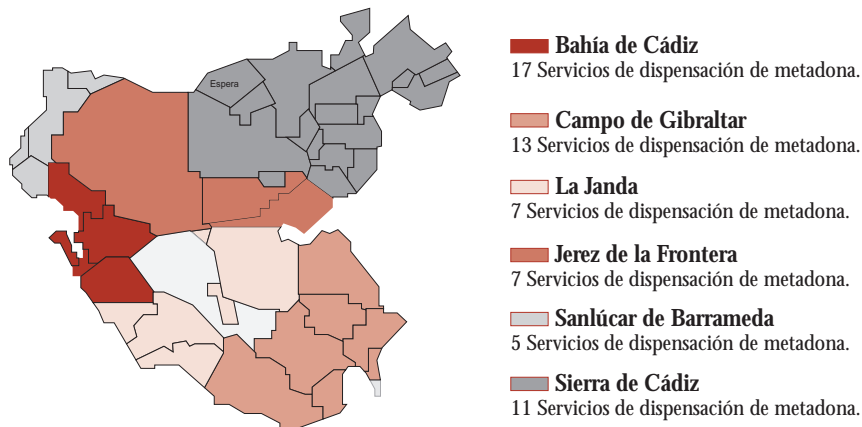 Espera
Bahía de Cádiz
17 Servicios de dispensación de metadona.
Campo de Gibraltar
13 Servicios de dispensación de metadona.
La Janda
7 Servicios de dispensación de metadona.
Jerez de la Frontera
7 Servicios de dispensación de metadona.
Sanlúcar de Barrameda
5 Servicios de dispensación de metadona.
Sierra de Cádiz
11 Servicios de dispensación de metadona.